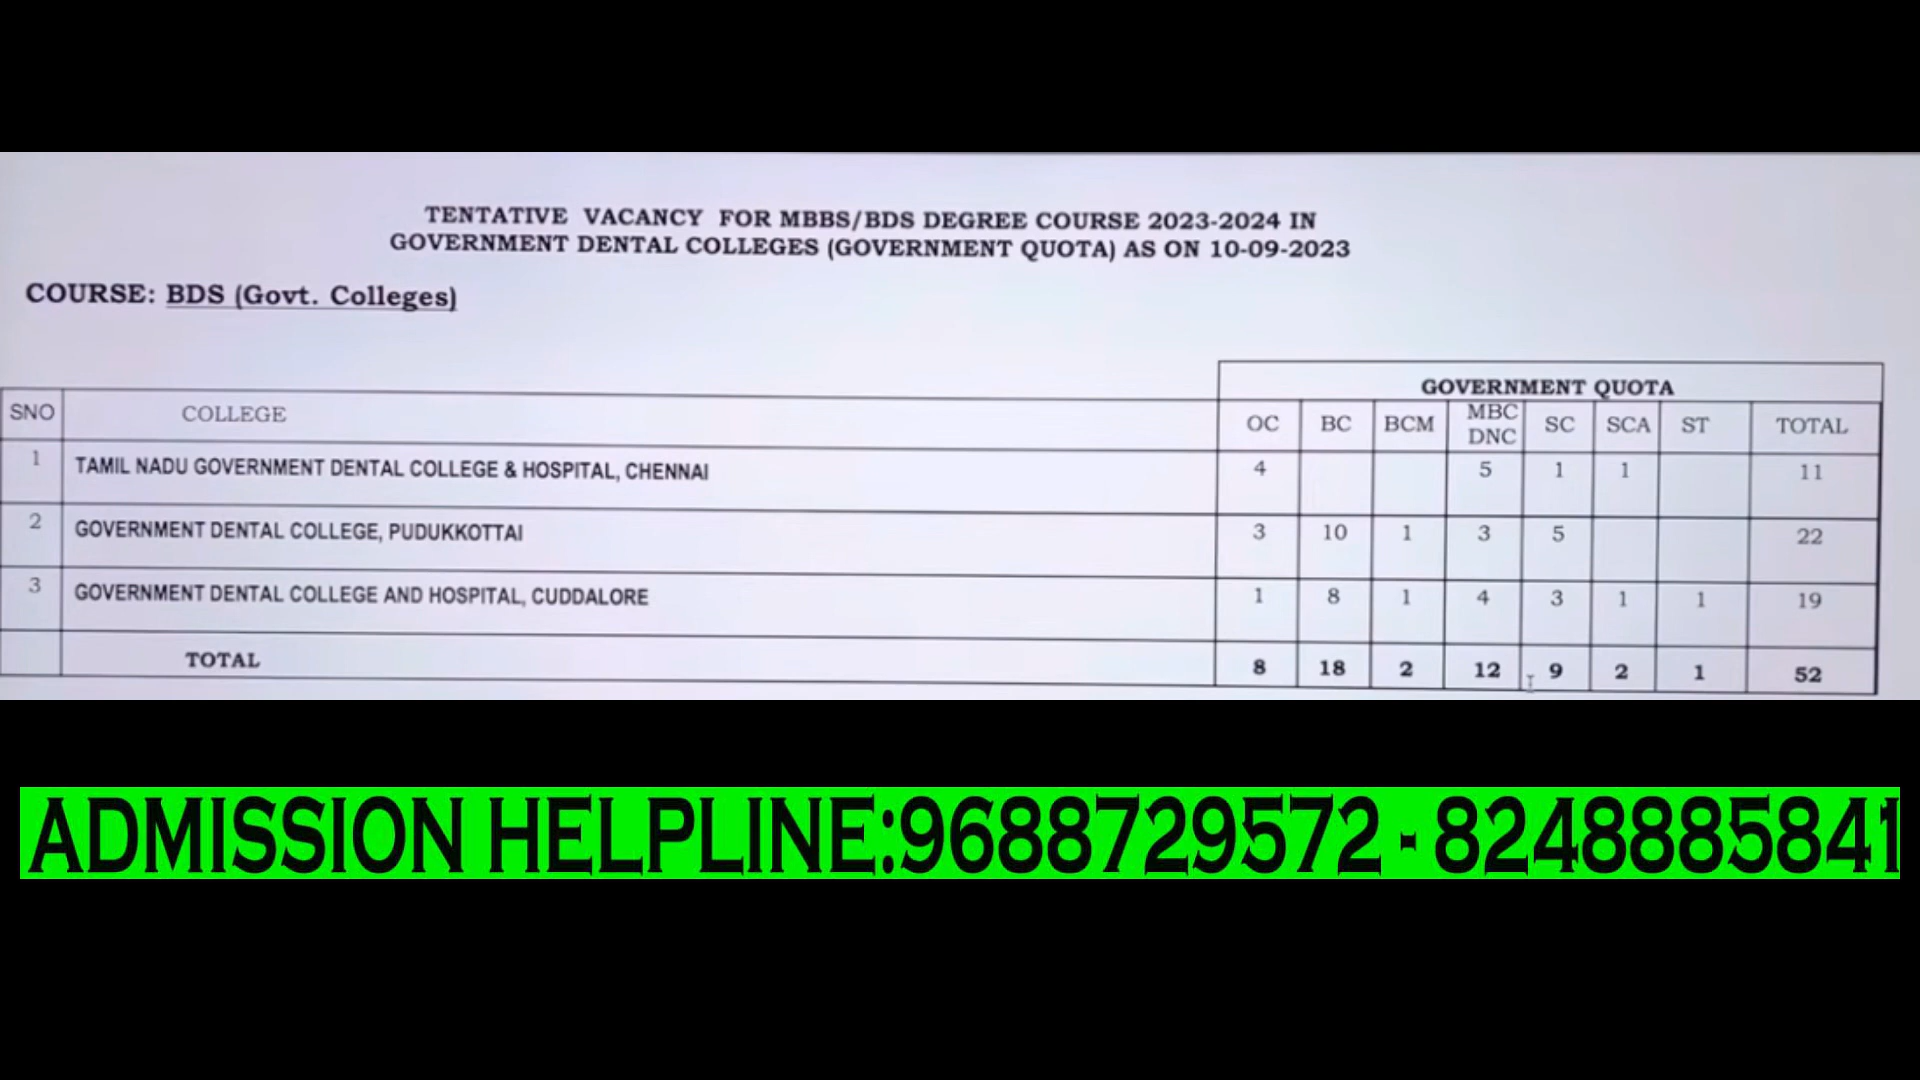 TENTATIVE VACANCY FOR MBBS/BDS DEGREE COURSE 2023-2024 IN
GOVERNMENT DENTAL COLLEGES (GOVERNMENT QUOTA) AS ON 10-09-2023
COURSE: BDS (Govt. Colleges)
GOVERNMENT QUOTA
SNO COLLEGE OC BC BCM MBC DNC SC SCA ST TOTAL
1 TAMIL NADU GOVERNMENT DENTAL COLLEGE & HOSPITAL, CHENNAI 4 5 1 1 11
2 GOVERNMENT DENTAL COLLEGE, PUDUKKOTTAI 3 10 1 3 5 22
3 GOVERNMENT DENTAL COLLEGE AND HOSPITAL, CUDDALORE 1 8 1 4 3 1 1 19
TOTAL 8 18 2 12 9 2 1 52
ADMISSION HELPLINE:9688729572 - 8248885841